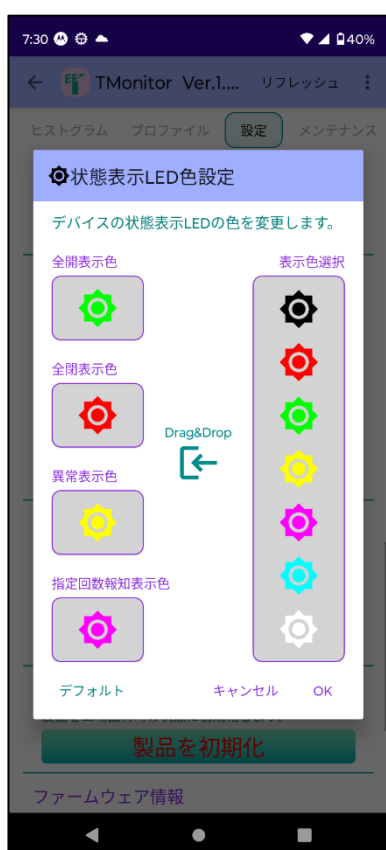 7:30
40%
TMonitor Ver.1.... リフレッシュ
ヒストグラム プロファイル 設定 メンテナンス
状態表示LED色設定
デバイスの状態表示LEDの色を変更します。
全開表示色
表示色選択
全閉表示色
Drag&Drop
異常表示色
指定回数報知表示色
デフォルト
キャンセル
OK
製品を初期化
ファームウェア情報